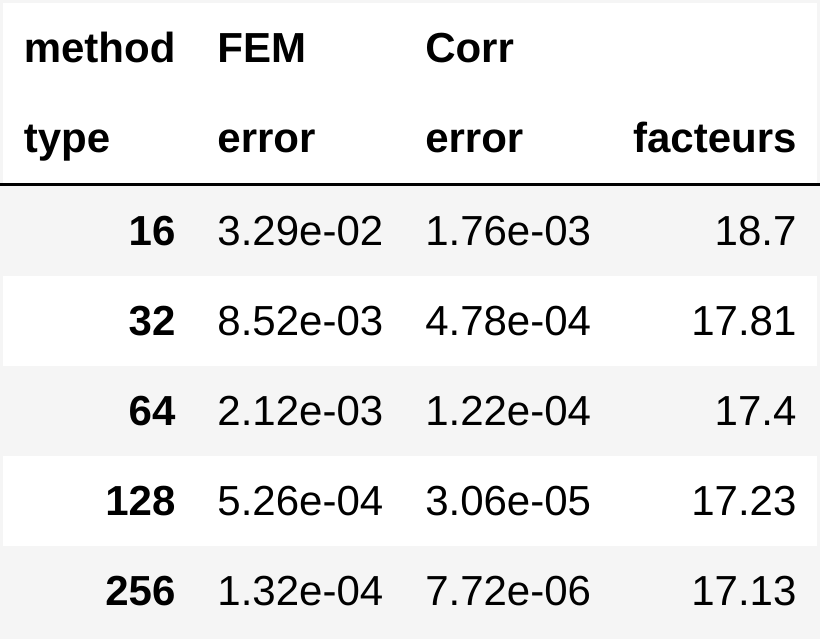 method FEM Corr
type error error facteurs
16 3.29e-02 1.76e-03 18.7
32 8.52e-03 4.78e-04 17.81
64 2.12e-03 1.22e-04 17.4
128 5.26e-04 3.06e-05 17.23
256 1.32e-04 7.72e-06 17.13